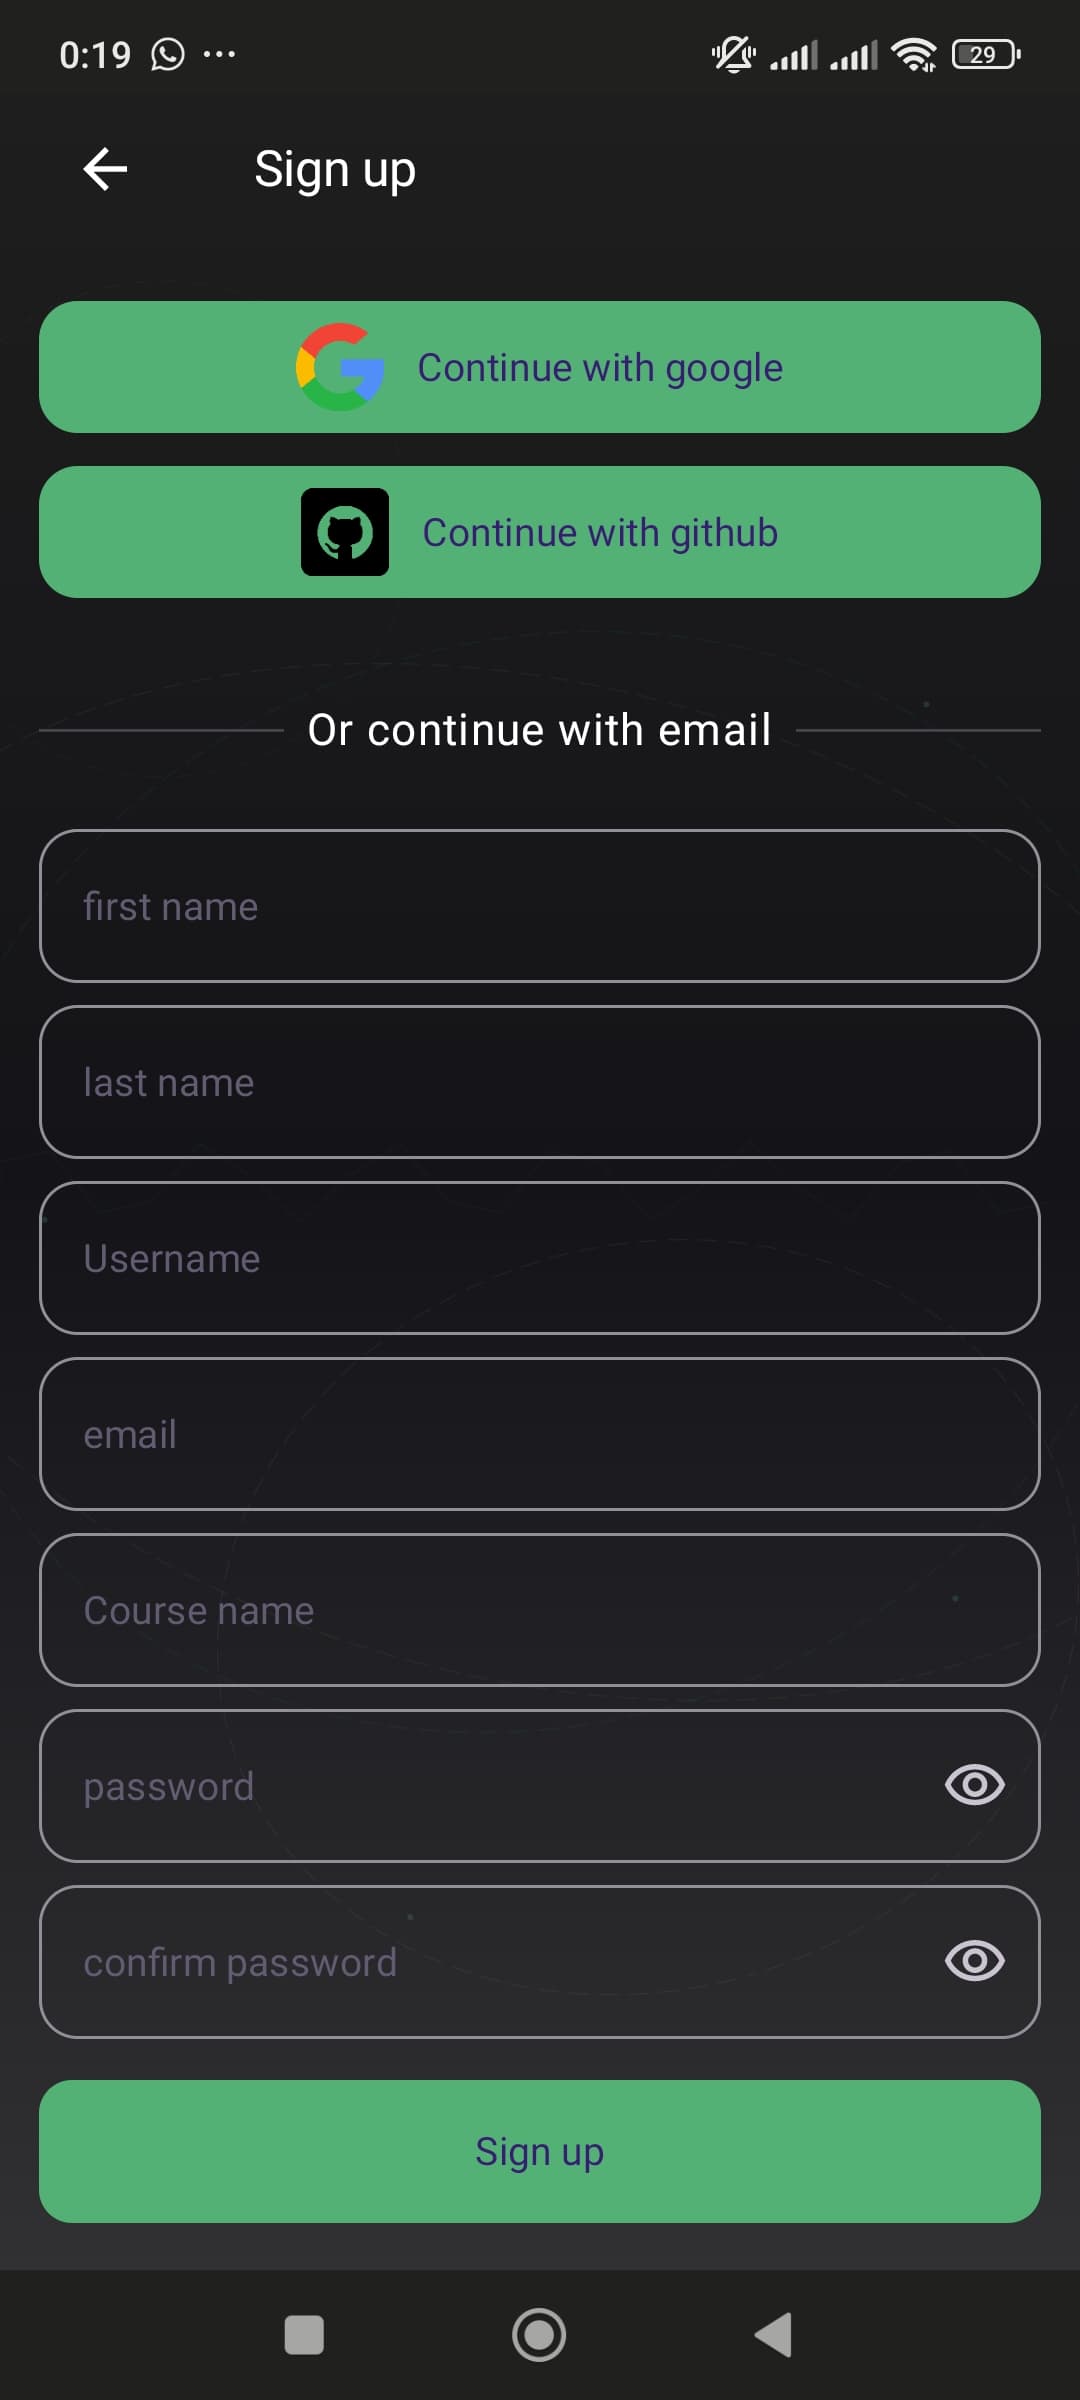 0:19
29
Sign up
Continue with google
Continue with github
Or continue with email
first name
last name
Username
email
Course name
password
confirm password
Sign up